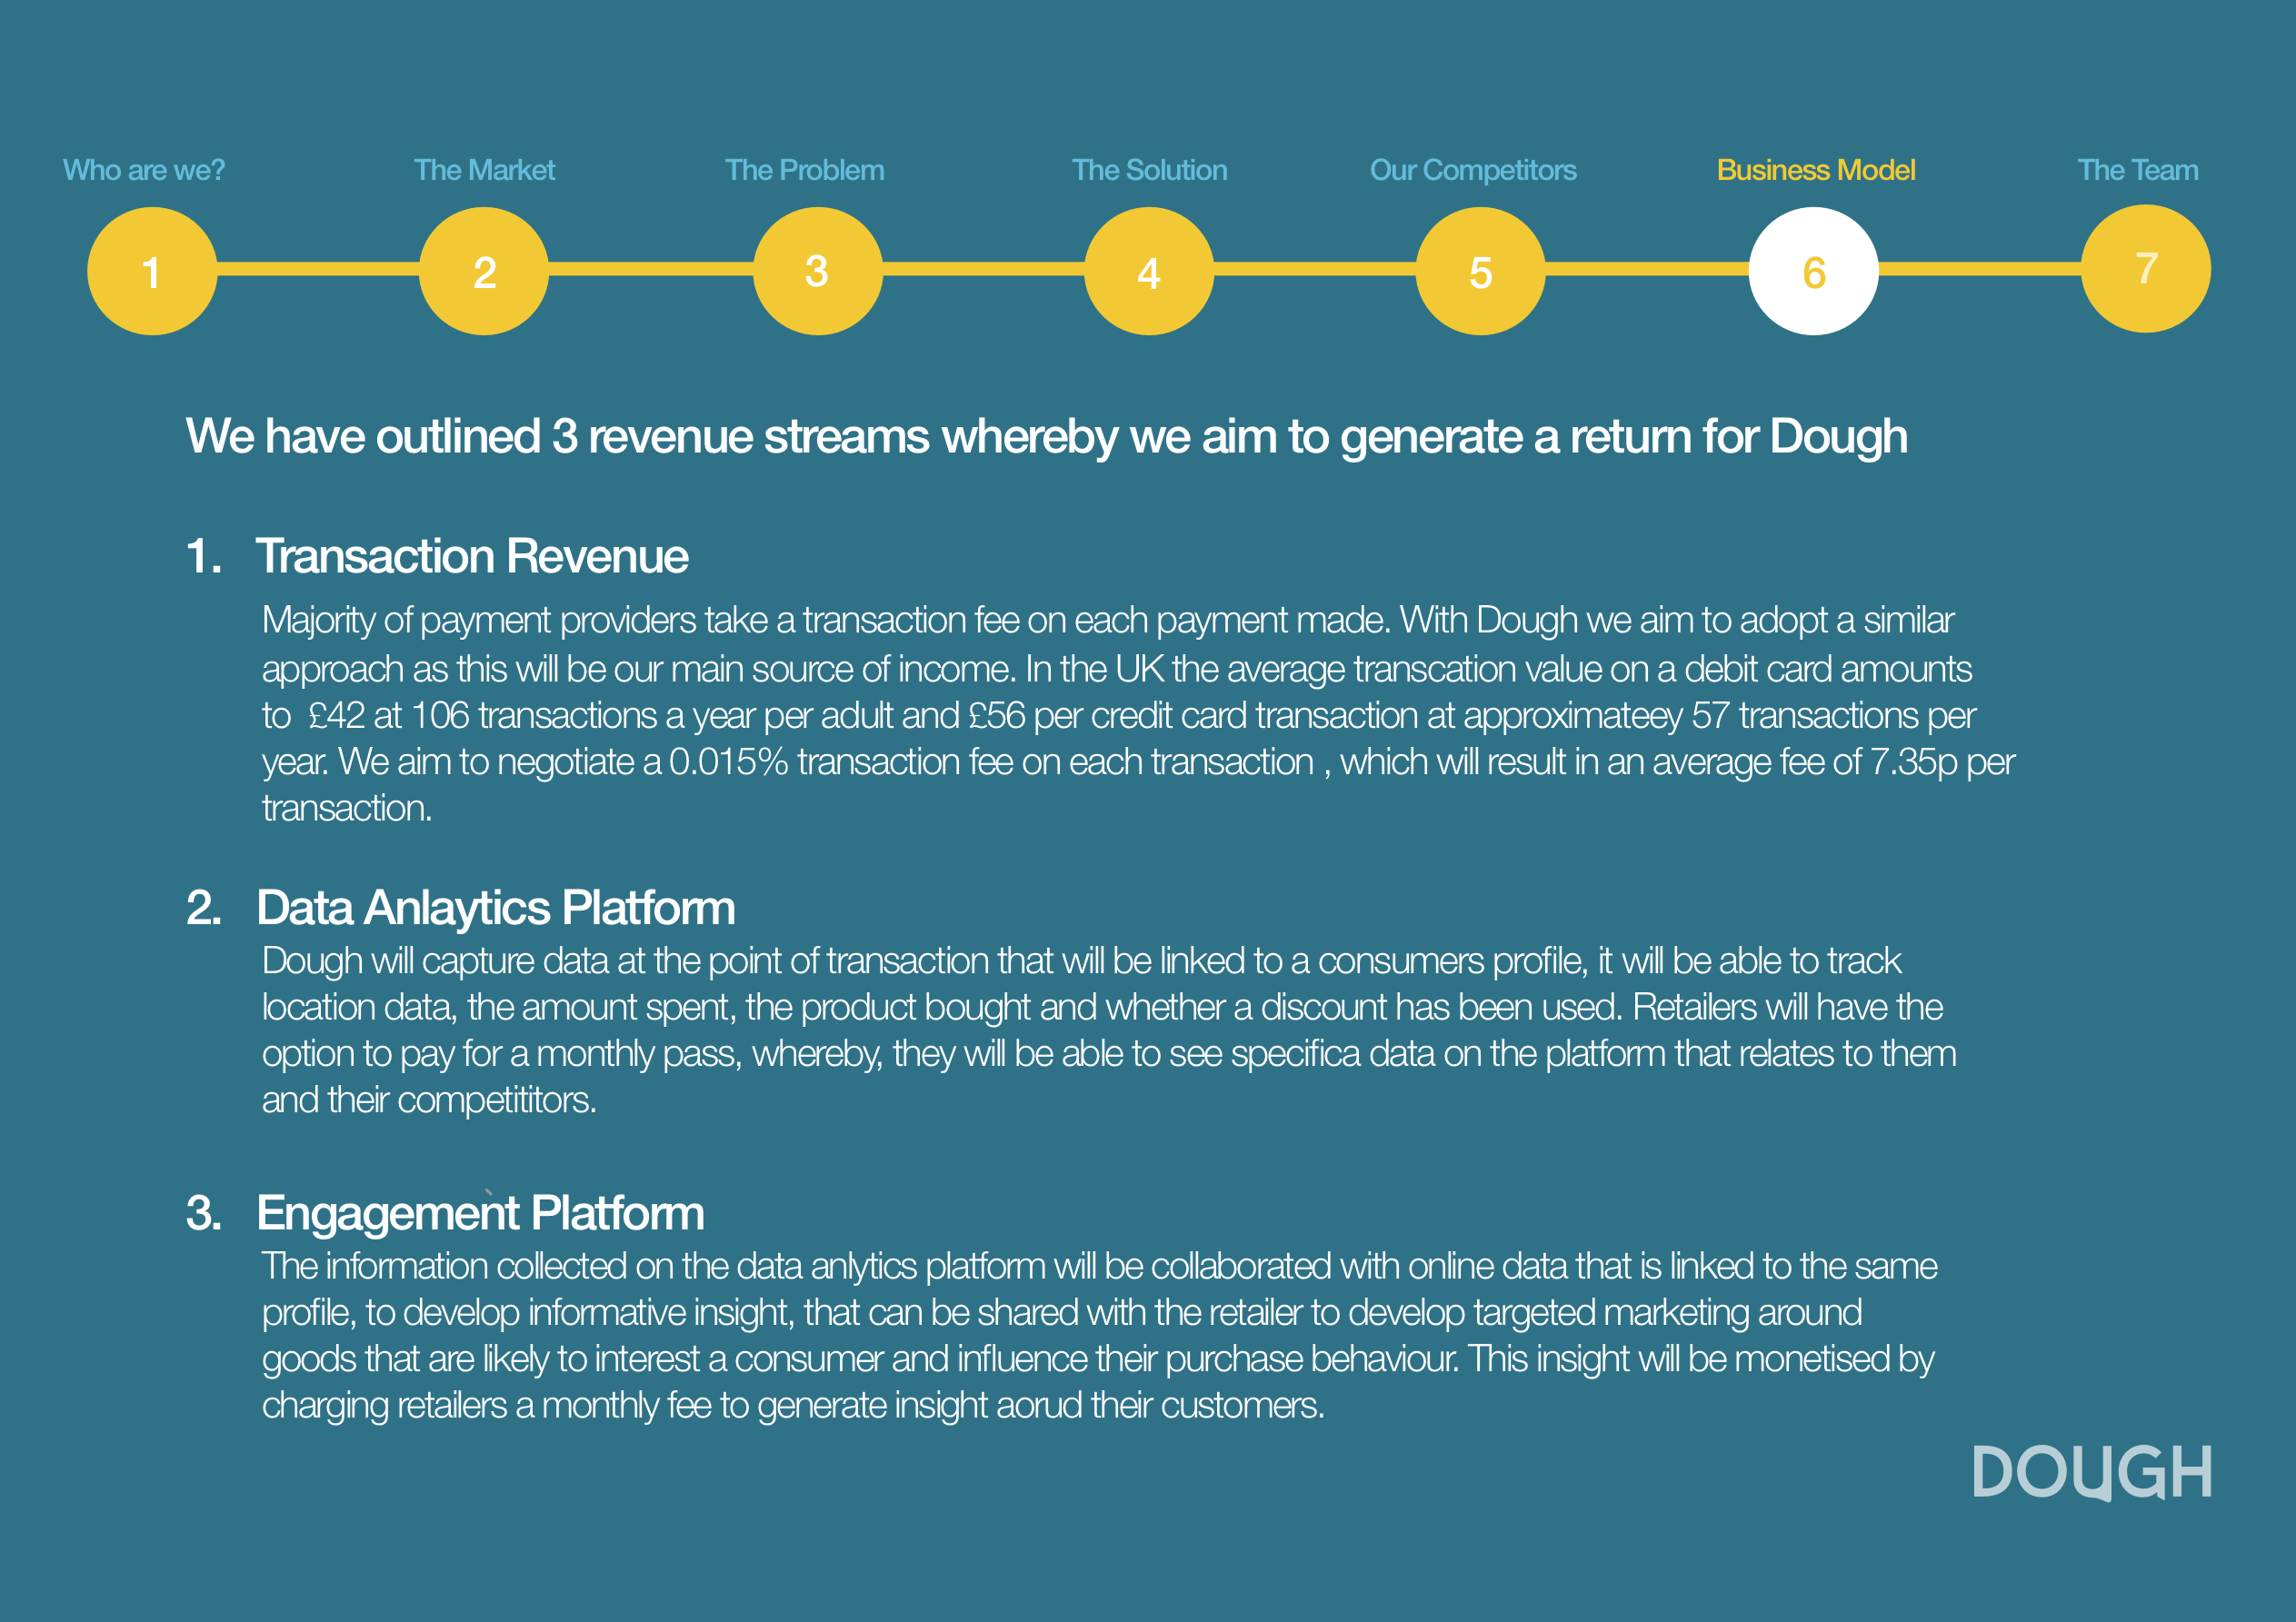 Who are we? The Market The Problem The Solution Our Competitors Business Model The Team
1 2 3 4 5 6 7
We have outlined 3 revenue streams whereby we aim to generate a return for Dough
1. Transaction Revenue
Majority of payment providers take a transaction fee on each payment made. With Dough we aim to adopt a similar
approach as this will be our main source of income. In the UK the average transcation value on a debit card amounts
to £42 at 106 transactions a year per adult and £56 per credit card transaction at approximateey 57 transactions per
year. We aim to negotiate a 0.015% transaction fee on each transaction , which will result in an average fee of 7.35p per
transaction.
2. Data Anlaytics Platform
Dough will capture data at the point of transaction that will be linked to a consumers profile, it will be able to track
location data, the amount spent, the product bought and whether a discount has been used. Retailers will have the
option to pay for a monthly pass, whereby, they will be able to see specifica data on the platform that relates to them
and their competititors.
3. Engagement Platform
The information collected on the data anlytics platform will be collaborated with online data that is linked to the same
profile, to develop informative insight, that can be shared with the retailer to develop targeted marketing around
goods that are likely to interest a consumer and influence their purchase behaviour. This insight will be monetised by
charging retailers a monthly fee to generate insight aorud their customers.
DOUGH